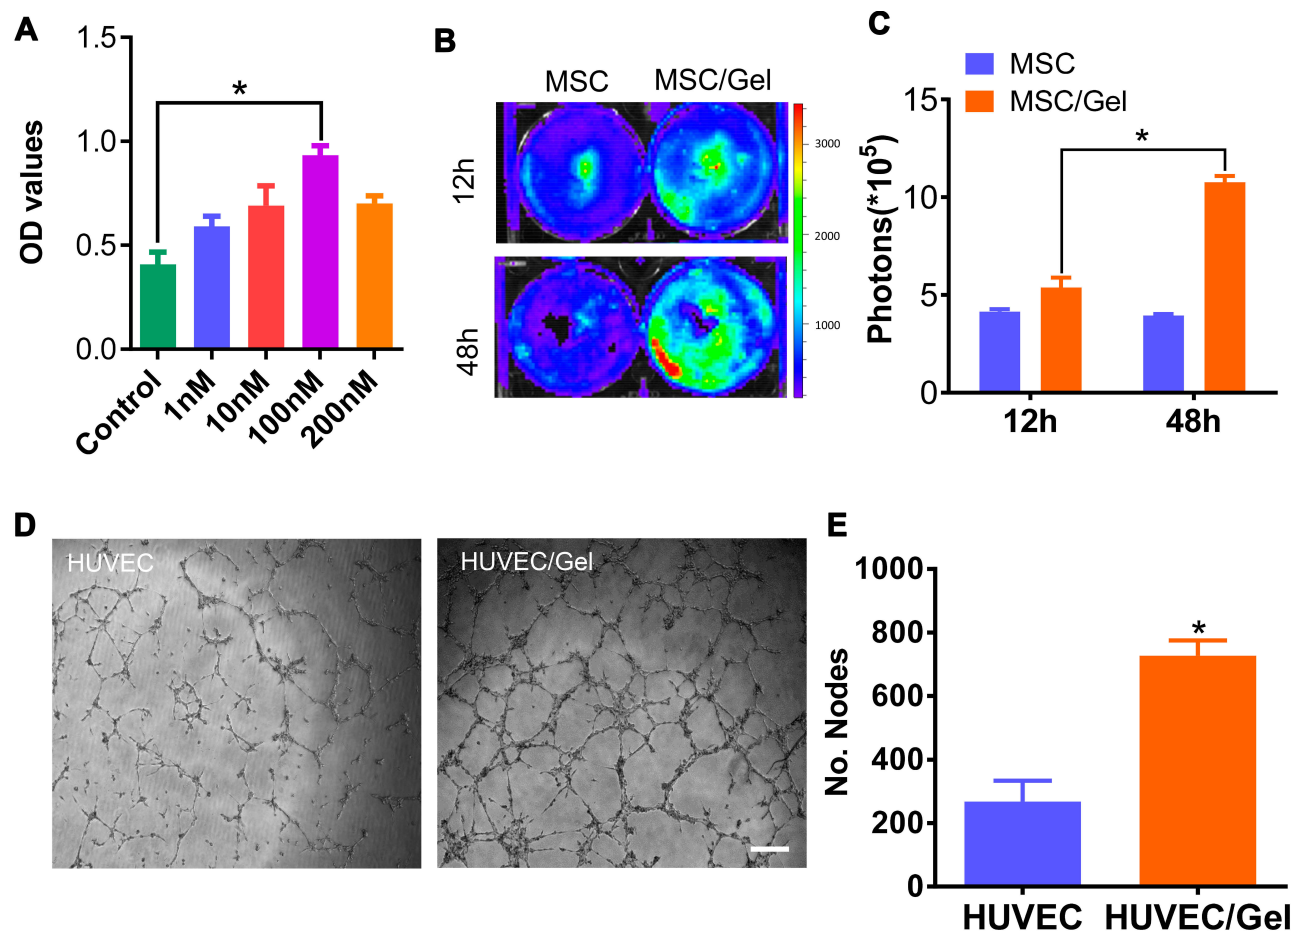 A
1.5
1.0
0.5
0.0
OD values
*
Control
1nM
10nM
100nM
200nM
B
MSC MSC/Gel
12h
48h
3000
2000
1000
C
MSC
MSC/Gel
15
10
5
0
Photons(*10^5)
*
12h 48h
D
HUVEC
HUVEC/Gel
E
1000
800
600
400
200
0
No. Nodes
*
HUVEC HUVEC/Gel